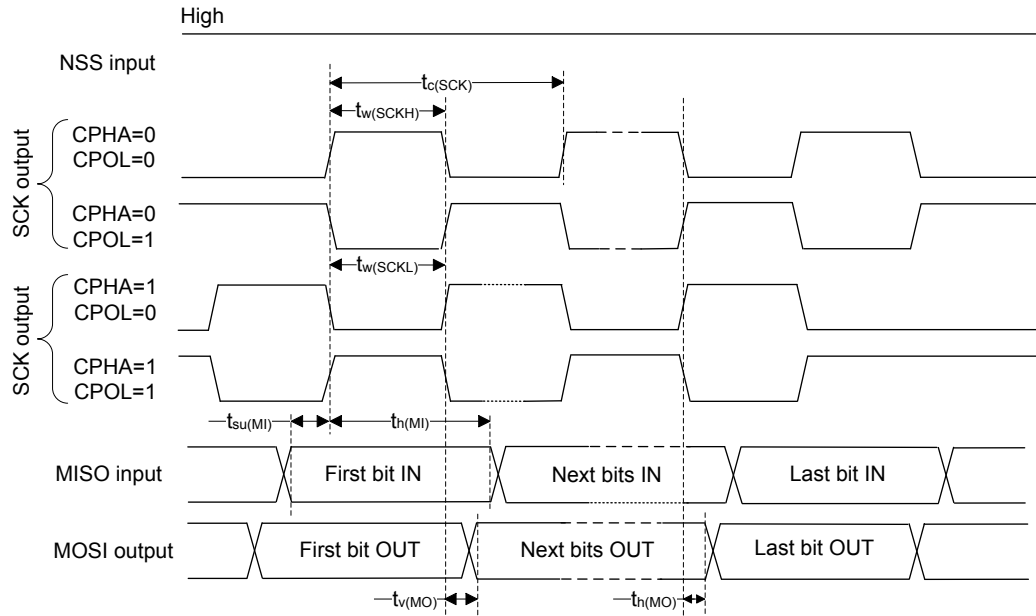 High
NSS input
tc(SCK)
tw(SCKH)
SCK output
CPHA=0
CPOL=0
CPHA=0
CPOL=1
tw(SCKL)
SCK output
CPHA=1
CPOL=0
CPHA=1
CPOL=1
tsu(MI)
th(MI)
MISO input
First bit IN
Next bits IN
Last bit IN
MOSI output
First bit OUT
Next bits OUT
Last bit OUT
tv(MO)
th(MO)